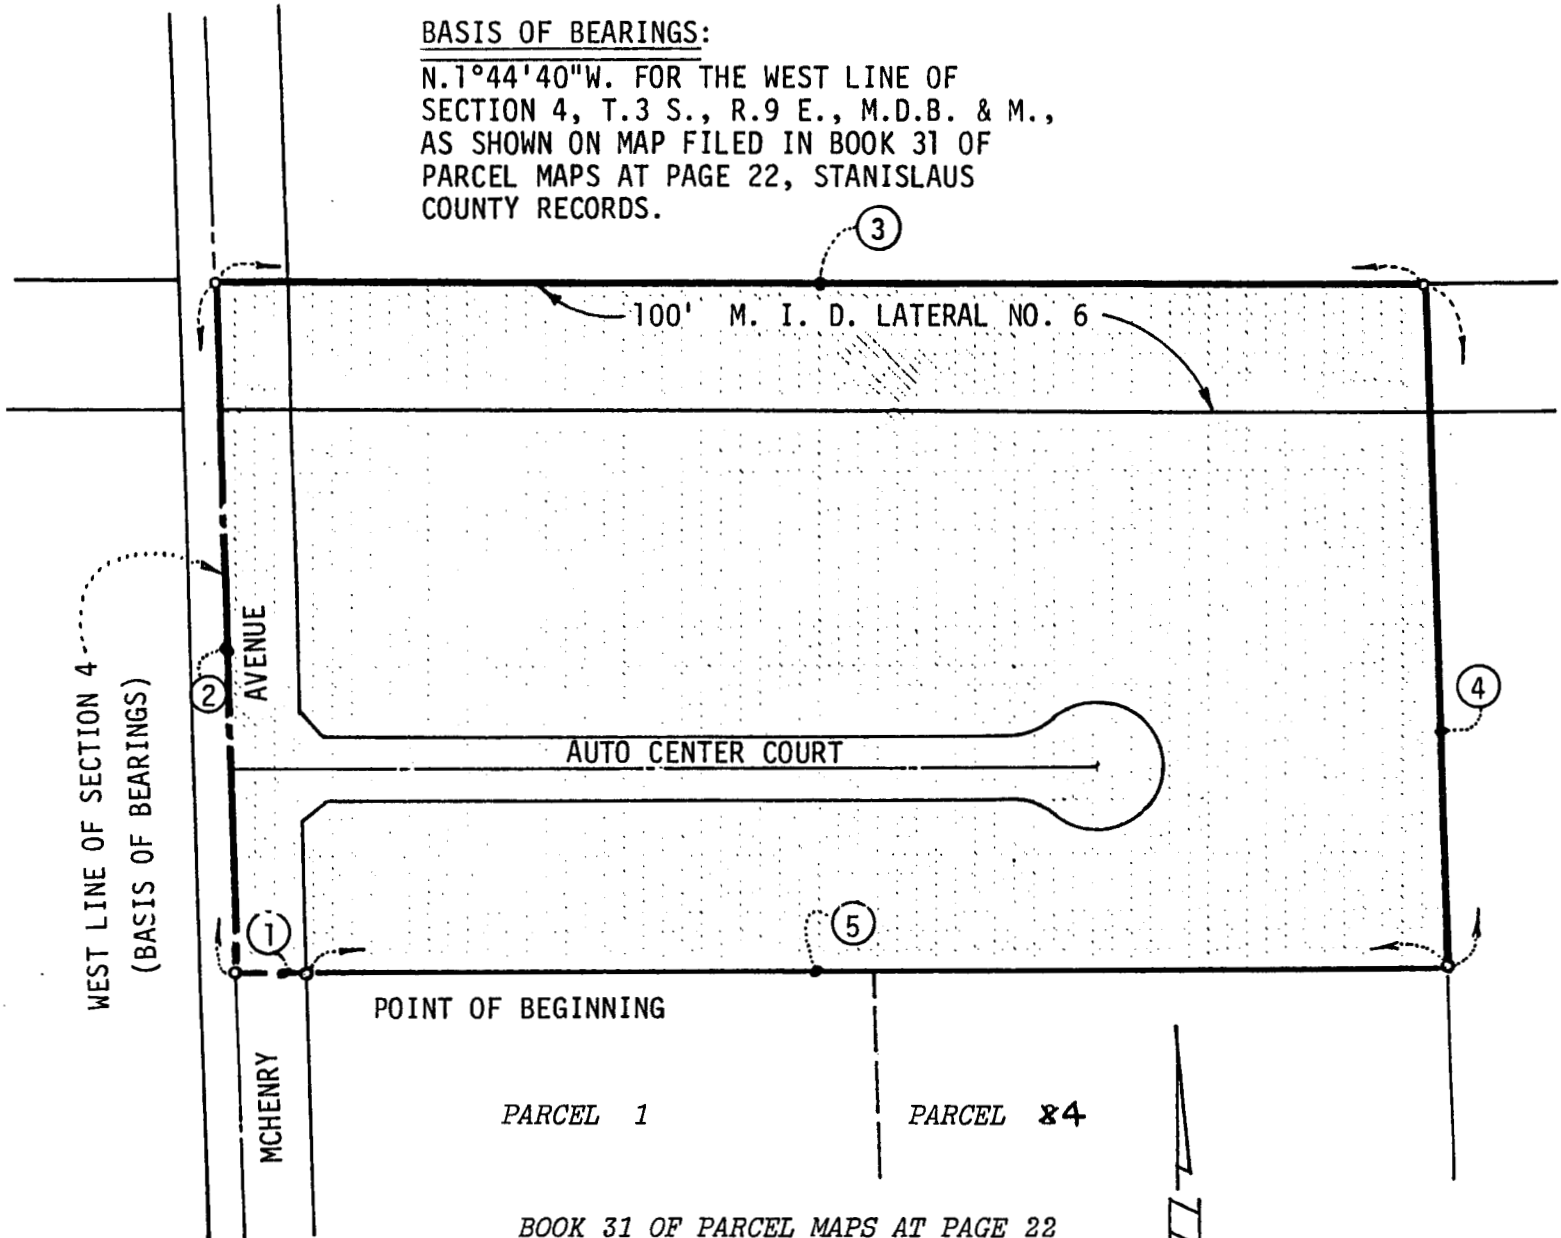 BASIS OF BEARINGS:
N.1°44'40"W. FOR THE WEST LINE OF
SECTION 4, T.3 S., R.9 E., M.D.B. & M.,
AS SHOWN ON MAP FILED IN BOOK 31 OF
PARCEL MAPS AT PAGE 22, STANISLAUS
COUNTY RECORDS.
3
100' M. I. D. LATERAL NO. 6
WEST LINE OF SECTION 4
(BASIS OF BEARINGS)
2
AVENUE
4
AUTO CENTER COURT
1
5
POINT OF BEGINNING
MCHENRY
PARCEL 1
PARCEL 4
BOOK 31 OF PARCEL MAPS AT PAGE 22